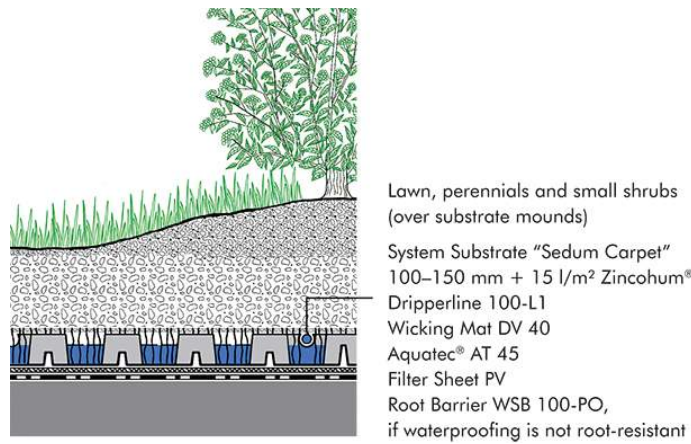 Lawn, perennials and small shrubs
(over substrate mounds)
System Substrate “Sedum Carpet”
100–150 mm + 15 l/m² Zincohum®
Dripperline 100-L1
Wicking Mat DV 40
Aquatec® AT 45
Filter Sheet PV
Root Barrier WSB 100-PO,
if waterproofing is not root-resistant